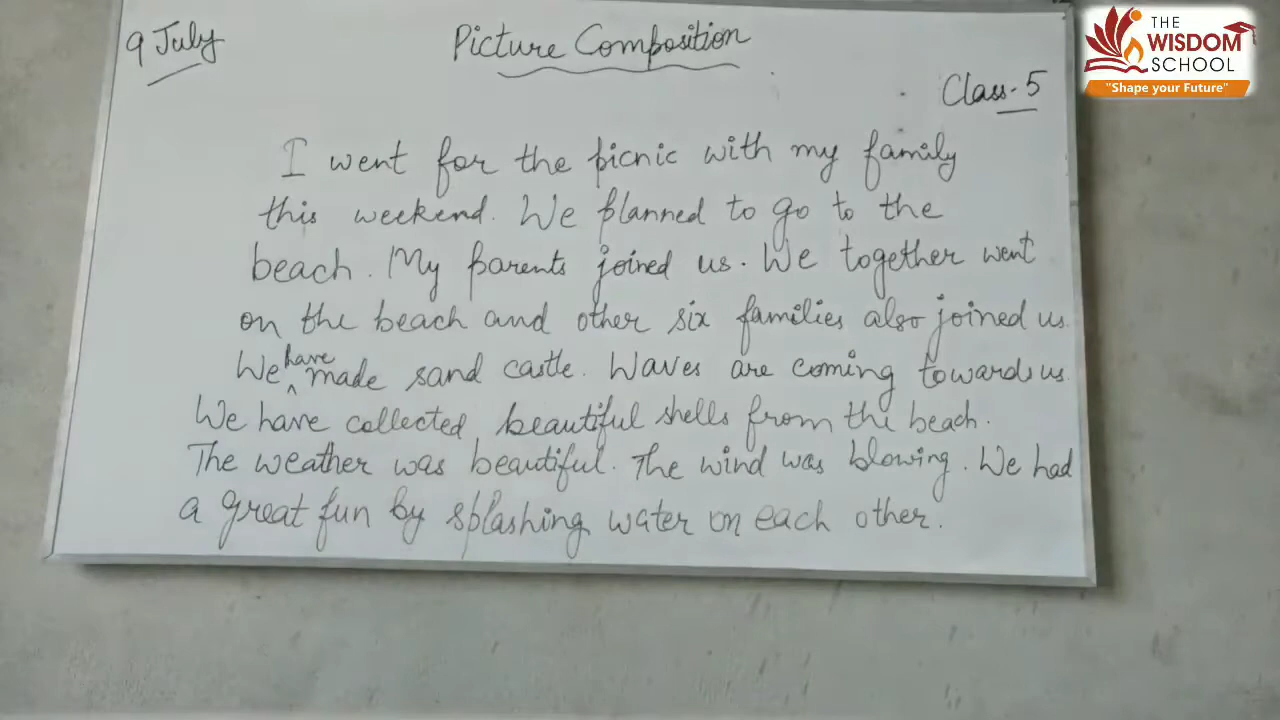 9 July
Picture Composition
THE
WISDOM
SCHOOL
"Shape your Future"
Class-5
I went for the picnic with my family
this weekend. We planned to go to the
beach. My parents joined us. We together went
on the beach and other six families also joined us.
We have made sand castle. Waves are coming towards us.
We have collected beautiful shells from the beach.
The weather was beautiful. The wind was blowing. We had
a great fun by splashing water on each other.